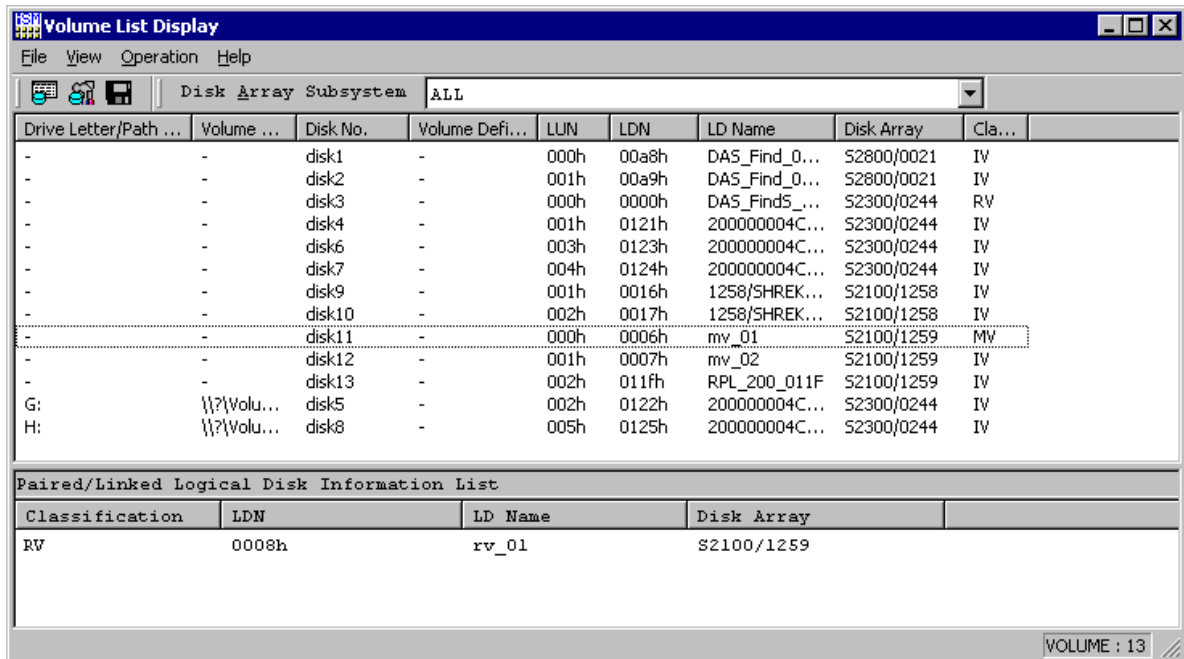 Volume List Display
File View Operation Help
Disk Array Subsystem ALL
Drive Letter/Path ... Volume ... Disk No. Volume Defi... LUN LDN LD Name Disk Array Cla...
- - disk1 - 000h 00a8h DAS_Find_0... S2800/0021 IV
- - disk2 - 001h 00a9h DAS_Find_0... S2800/0021 IV
- - disk3 - 000h 0000h DAS_FindS_... S2300/0244 RV
- - disk4 - 001h 0121h 200000004C... S2300/0244 IV
- - disk6 - 003h 0123h 200000004C... S2300/0244 IV
- - disk7 - 004h 0124h 200000004C... S2300/0244 IV
- - disk9 - 001h 0016h 1258/SHREK... S2100/1258 IV
- - disk10 - 002h 0017h 1258/SHREK... S2100/1258 IV
- - disk11 - 000h 0006h mv_01 S2100/1259 MV
- - disk12 - 001h 0007h mv_02 S2100/1259 IV
- - disk13 - 002h 011fh RPL_200_011F S2100/1259 IV
G: \\?\Volu... disk5 - 002h 0122h 200000004C... S2300/0244 IV
H: \\?\Volu... disk8 - 005h 0125h 200000004C... S2300/0244 IV
Paired/Linked Logical Disk Information List
Classification LDN LD Name Disk Array
RV 0008h rv_01 S2100/1259
VOLUME : 13